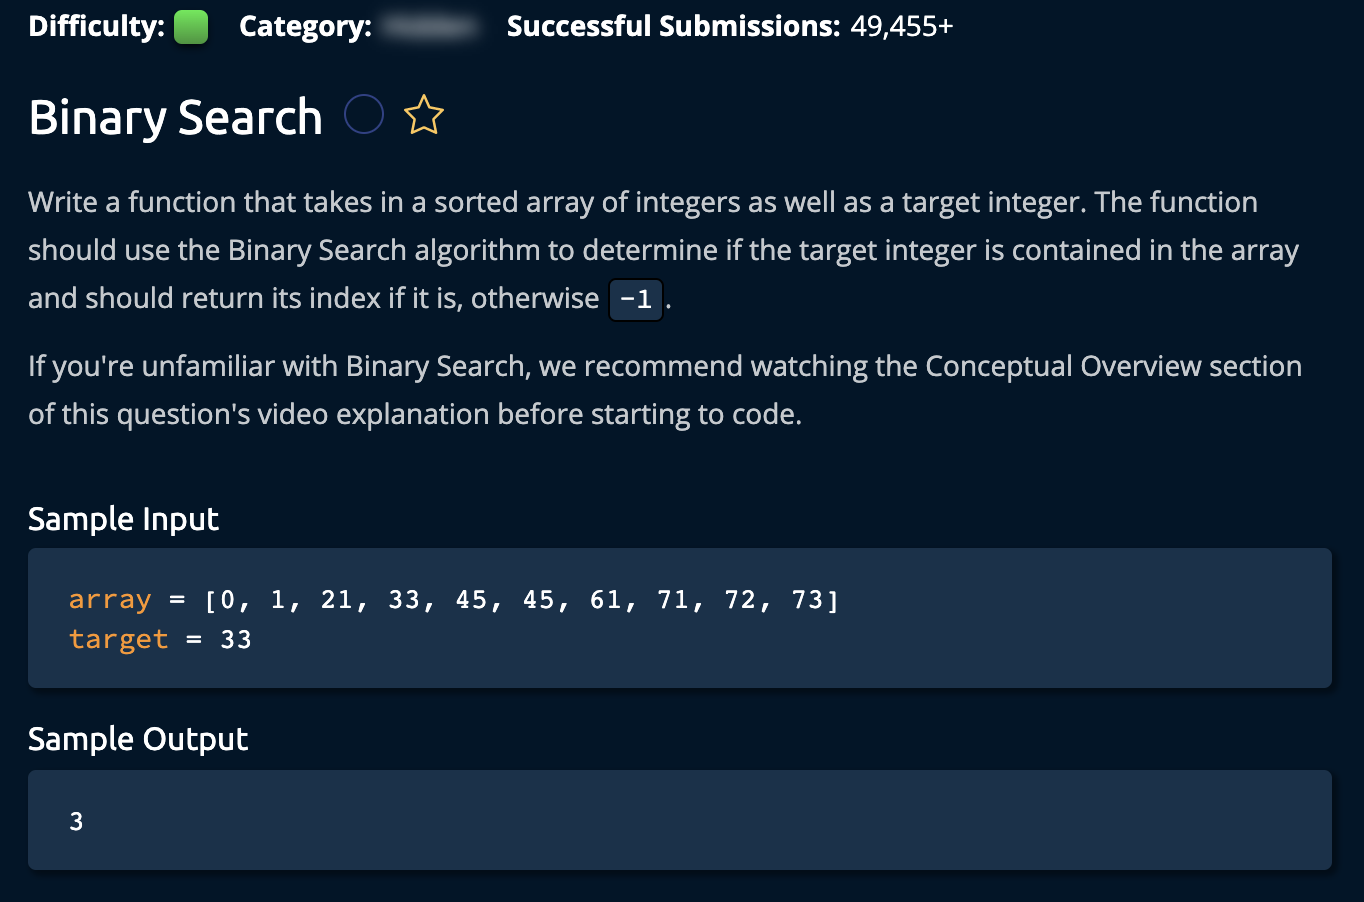 Difficulty: Category: Successful Submissions: 49,455+
Binary Search
Write a function that takes in a sorted array of integers as well as a target integer. The function
should use the Binary Search algorithm to determine if the target integer is contained in the array
and should return its index if it is, otherwise -1 .
If you're unfamiliar with Binary Search, we recommend watching the Conceptual Overview section
of this question's video explanation before starting to code.
Sample Input
array = [0, 1, 21, 33, 45, 45, 61, 71, 72, 73]
target = 33
Sample Output
3